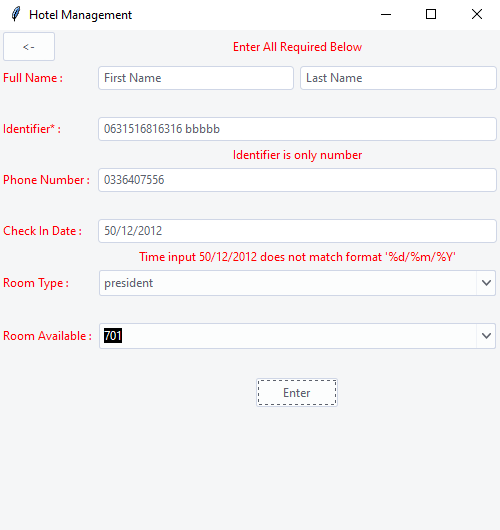 Hotel Management
<- Enter All Required Below
Full Name : First Name Last Name
Identifier* : 0631516816316 bbbbb
Identifier is only number
Phone Number : 0336407556
Check In Date : 50/12/2012
Time input 50/12/2012 does not match format '%d/%m/%Y'
Room Type : president
Room Available : 701
Enter